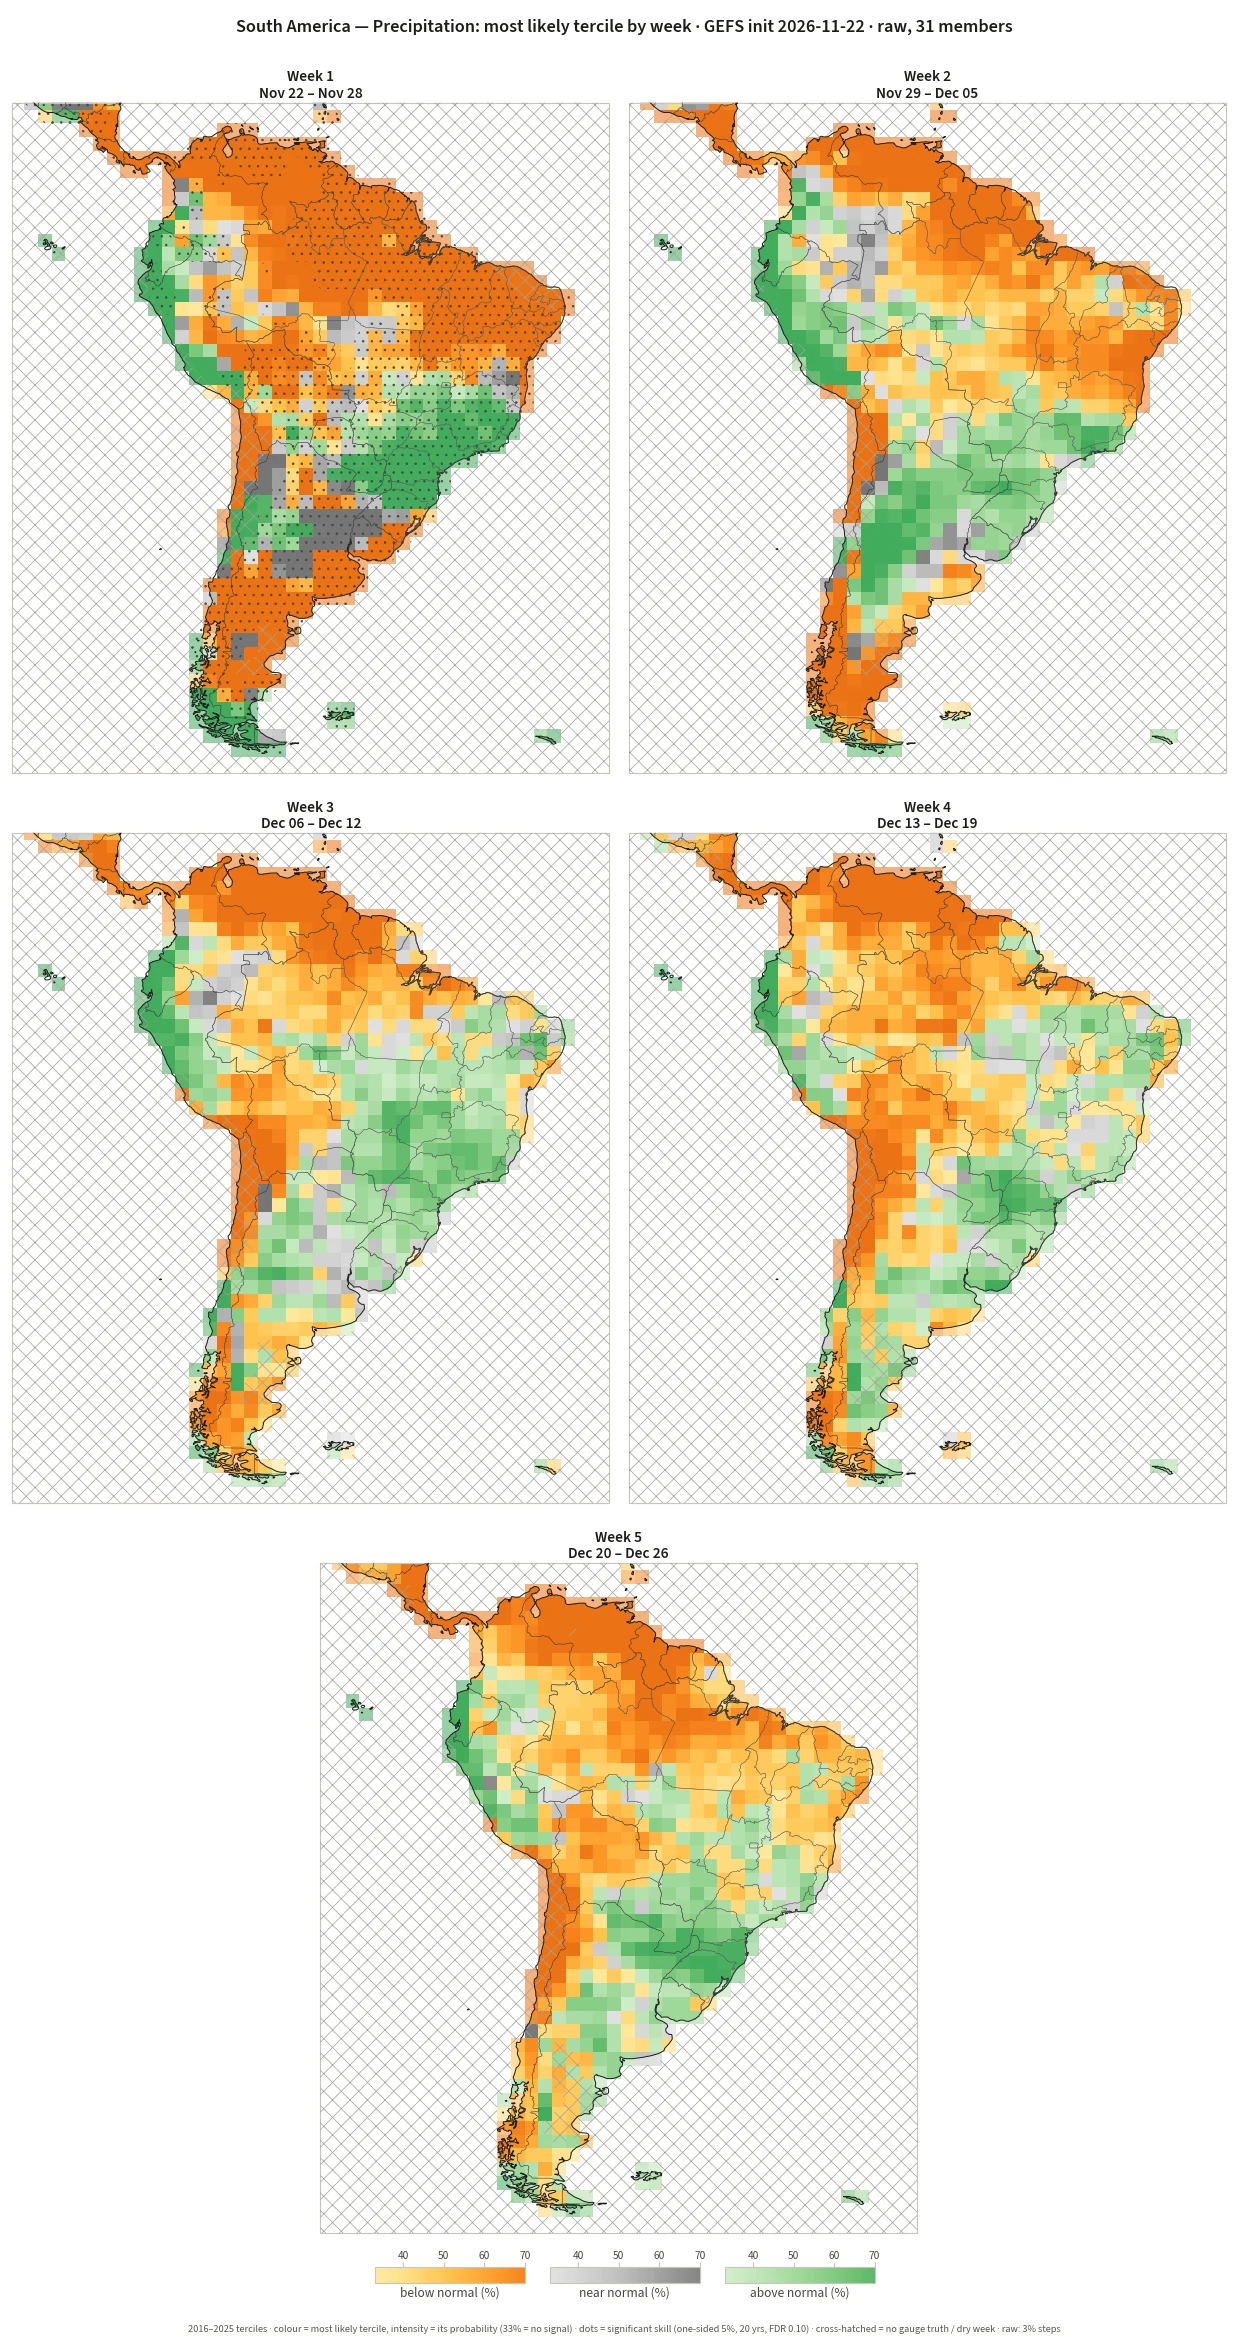 South America — Precipitation: most likely tercile by week · GEFS init 2026-11-22 · raw, 31 members
Week 1
Nov 22 – Nov 28
Week 2
Nov 29 – Dec 05
Week 3
Dec 06 – Dec 12
Week 4
Dec 13 – Dec 19
Week 5
Dec 20 – Dec 26
40 50 60 70
40 50 60 70
40 50 60 70
below normal (%)
near normal (%)
above normal (%)
2016–2025 terciles · colour = most likely tercile, intensity = its probability (33% = no signal) · dots = significant skill (one-sided 5%, 20 yrs, FDR 0.10) · cross-hatched = no gauge truth / dry week · raw: 3% steps